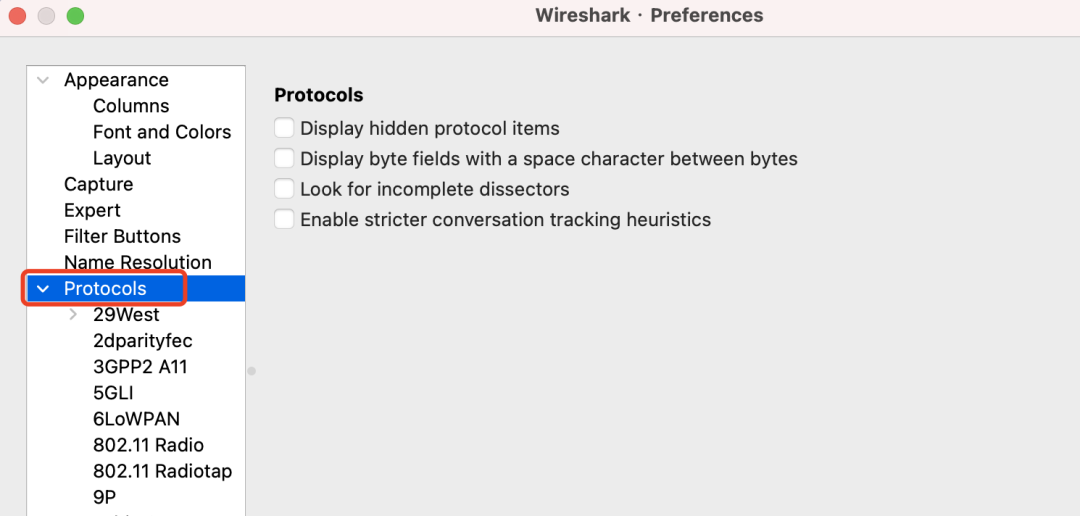 Wireshark · Preferences
Appearance
Columns
Font and Colors
Layout
Capture
Expert
Filter Buttons
Name Resolution
Protocols
29West
2dparityfec
3GPP2 A11
5GLI
6LoWPAN
802.11 Radio
802.11 Radiotap
9P
Protocols
Display hidden protocol items
Display byte fields with a space character between bytes
Look for incomplete dissectors
Enable stricter conversation tracking heuristics